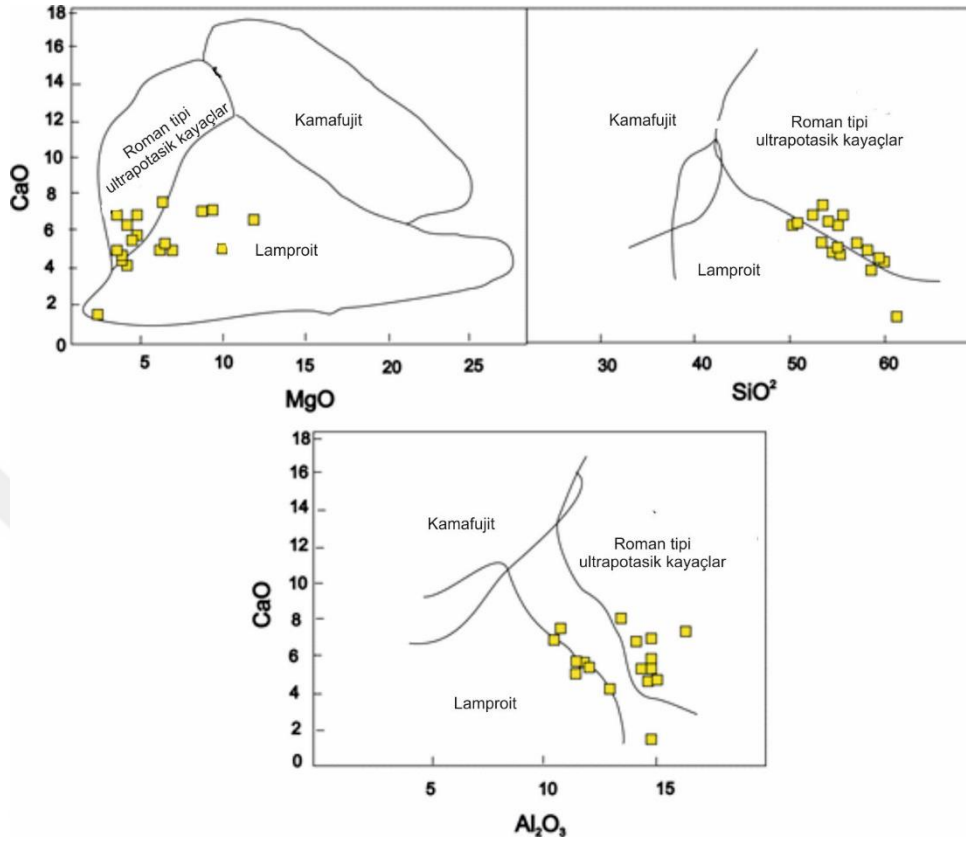 18
16
14
12
10
8
6
4
2
0
CaO
Roman tipi
ultrapotasik kayaçlar
Kamafujit
Lamproit
5
10
15
20
25
MgO
Kamafujit
Roman tipi
ultrapotasik kayaçlar
Lamproit
30
40
50
60
SiO²
18
16
14
12
10
8
6
4
2
0
CaO
Kamafujit
Roman tipi
ultrapotasik kayaçlar
Lamproit
5
10
15
Al₂O₃